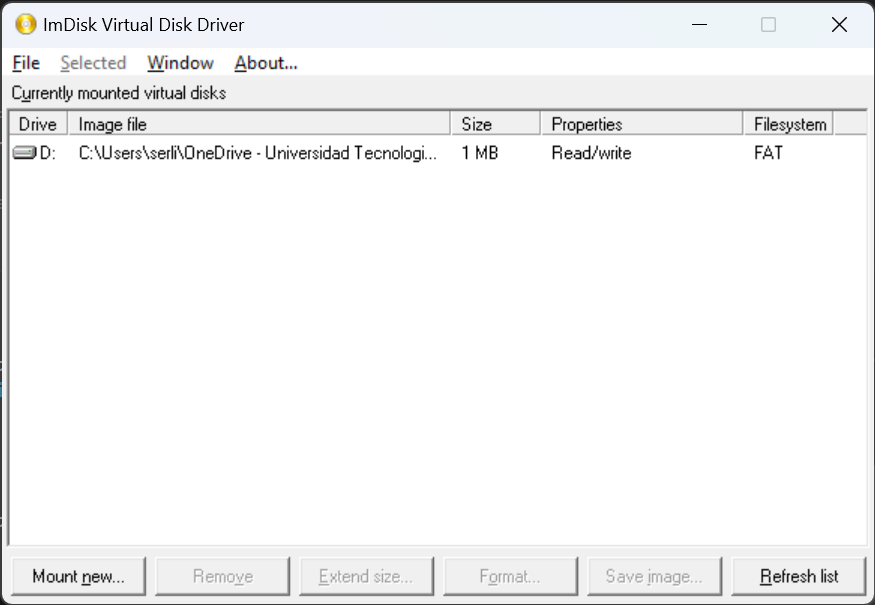 ImDisk Virtual Disk Driver
File Selected Window About...
Currently mounted virtual disks
Drive Image file Size Properties Filesystem
D: C:\Users\serli\OneDrive - Universidad Tecnologi... 1 MB Read/write FAT
Mount new... Remove Extend size... Format... Save image... Refresh list